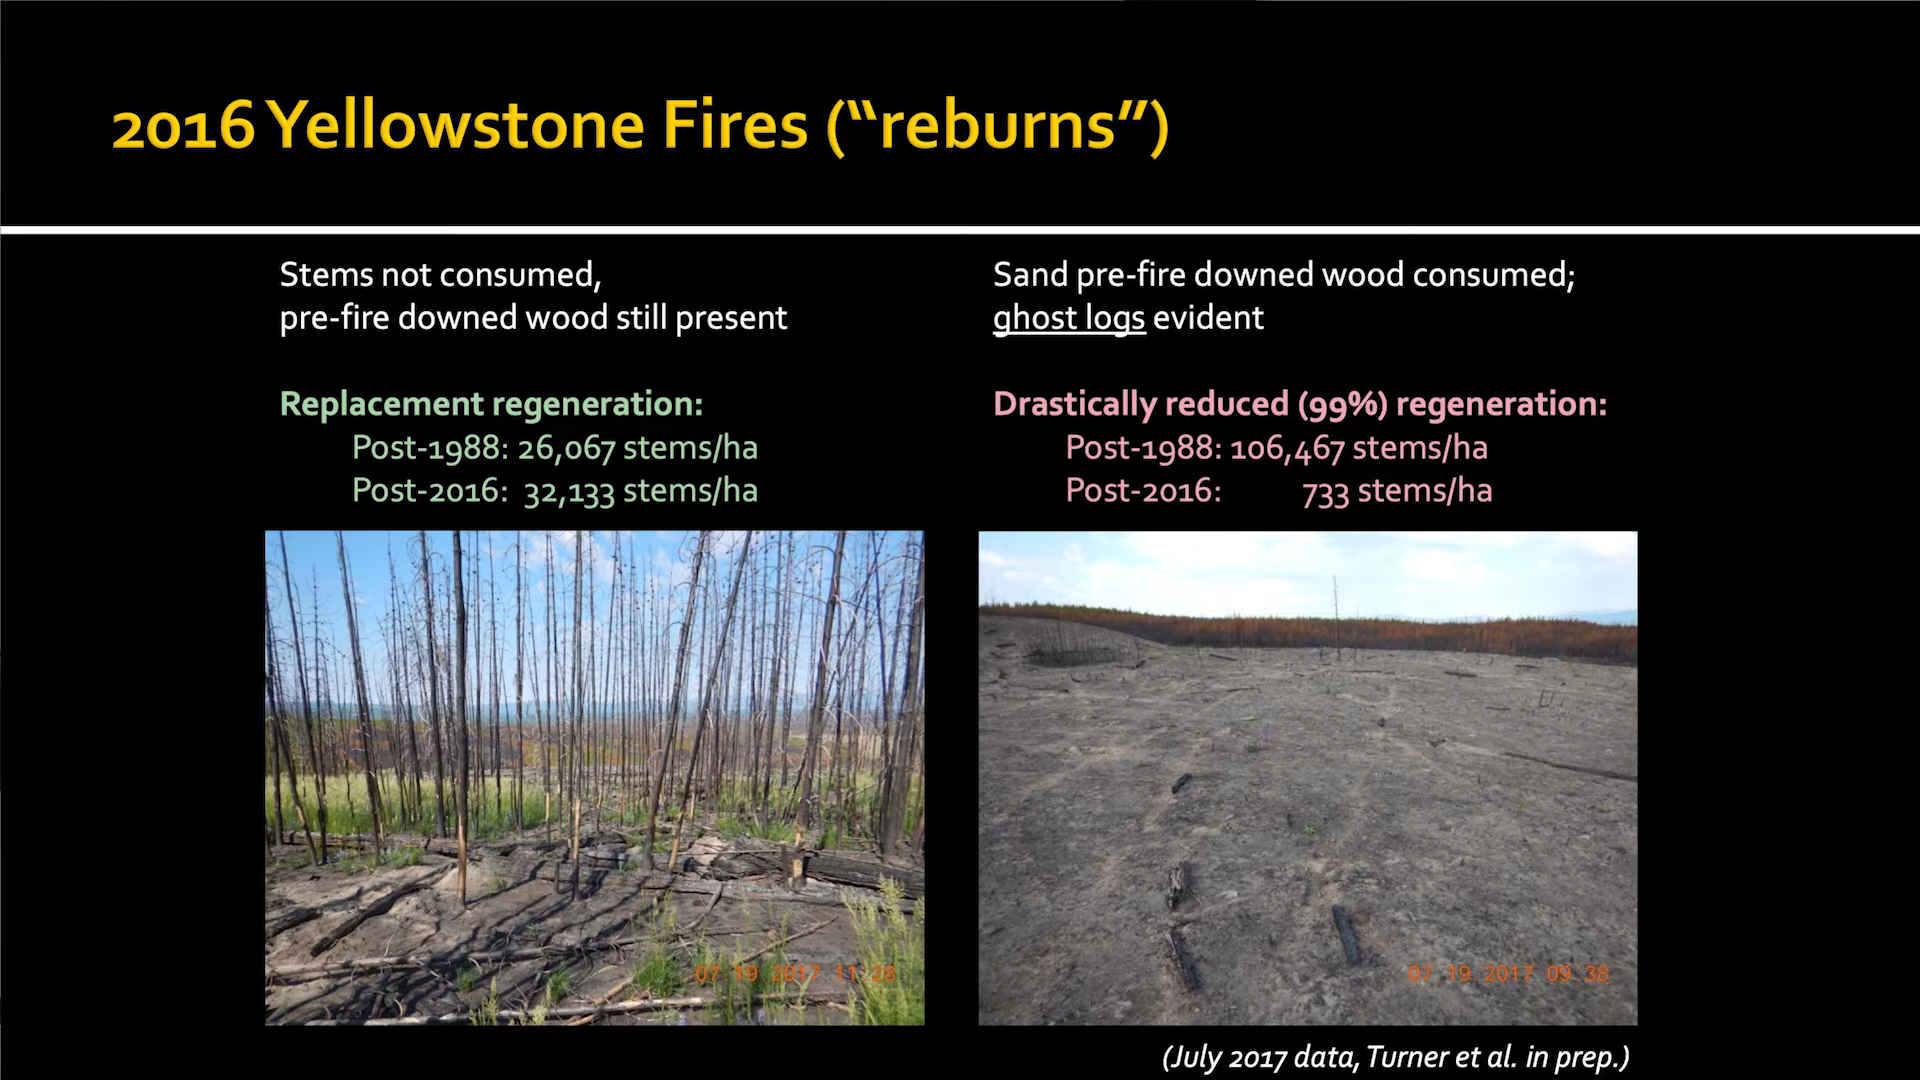 2016 Yellowstone Fires (“reburns”)
Stems not consumed,
pre-fire downed wood still present
Replacement regeneration:
Post-1988: 26,067 stems/ha
Post-2016: 32,133 stems/ha
07 19 2017 11 28
Sand pre-fire downed wood consumed;
ghost logs evident
Drastically reduced (99%) regeneration:
Post-1988: 106,467 stems/ha
Post-2016: 733 stems/ha
07 19 2017 09 38
(July 2017 data, Turner et al. in prep.)